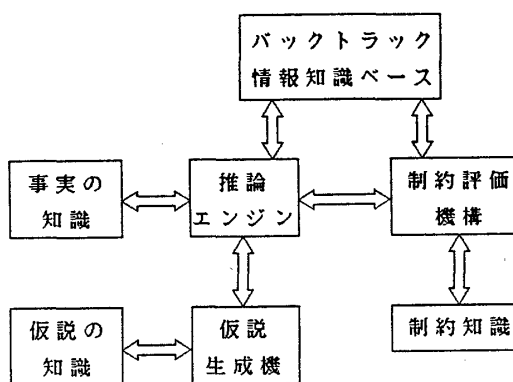 バックトラック
情報知識ベース
事実の
知識
推論
エンジン
制約評価
機構
仮説の
知識
仮説
生成機
制約知識